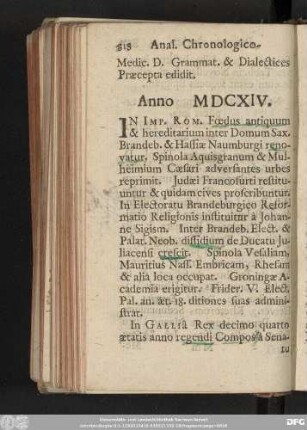 518 Anal. Chronologico-
Medic. D. Grammat. & Dialectices
Præcepta edidit.
Anno MDCXIV.
IN IMP. ROM. Fœdus antiquum
& hereditarium inter Domum Sax.
Brandeb. & Hassiæ Naumburgi reno-
vatur. Spinola Aquisgranum & Mul-
heimium Cæsari adversantes urbes
reprimit. Judæi Francofurti restitu-
untur & quidam cives proscribuntur.
In Electoratu Brandeburgico Refor-
matio Religionis instituitur à Johan-
ne Sigism. Inter Brandeb. Elect. &
Palat. Neob. dissidium de Ducatu Ju-
liacensi crescit. Spinola Vesaliam,
Mauritius Nass. Embricam, Rhesam
& alia loca occupat. Groningæ A-
cademia erigitur. Frider. V. Elect.
Pal. an. æt. 18. ditiones suas admini-
strat.
In GALLIA Rex decimo quarto
ætatis anno regendi Compos à Sena-
tu
DFG